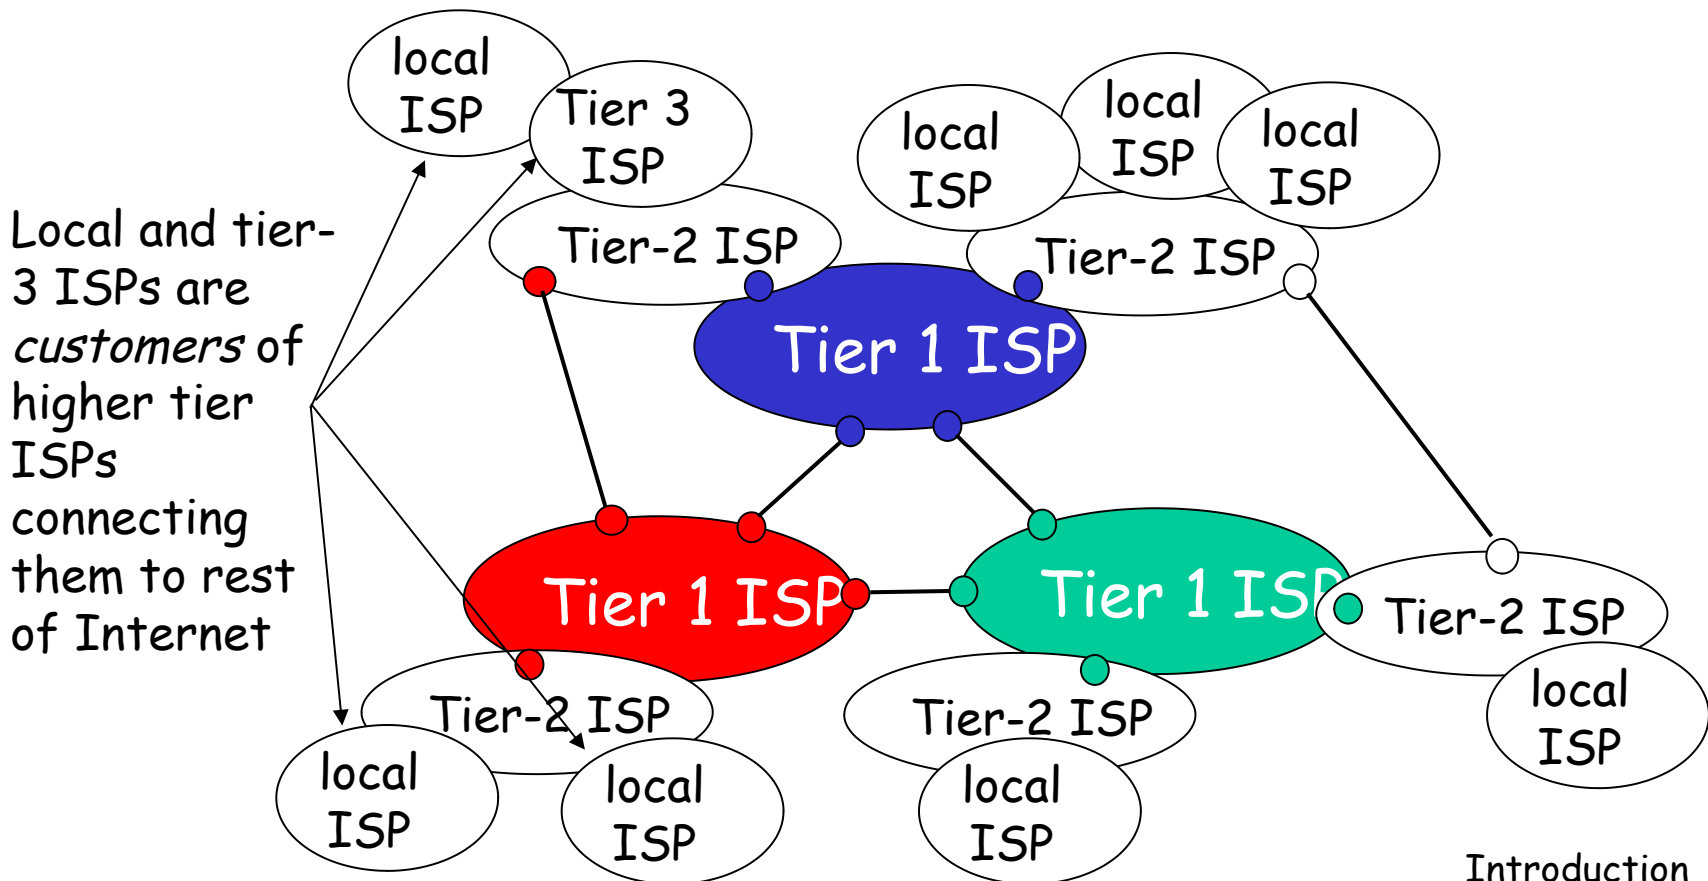 local
ISP
Tier 3
ISP
local
ISP
local
ISP
local
ISP
Local and tier-
3 ISPs are
customers of
higher tier
ISPs
connecting
them to rest
of Internet
Tier-2 ISP
Tier-2 ISP
Tier 1 ISP
Tier 1 ISP
Tier 1 ISP
Tier-2 ISP
local
ISP
Tier-2 ISP
local
ISP
local
ISP
Tier-2 ISP
local
ISP
Introduction